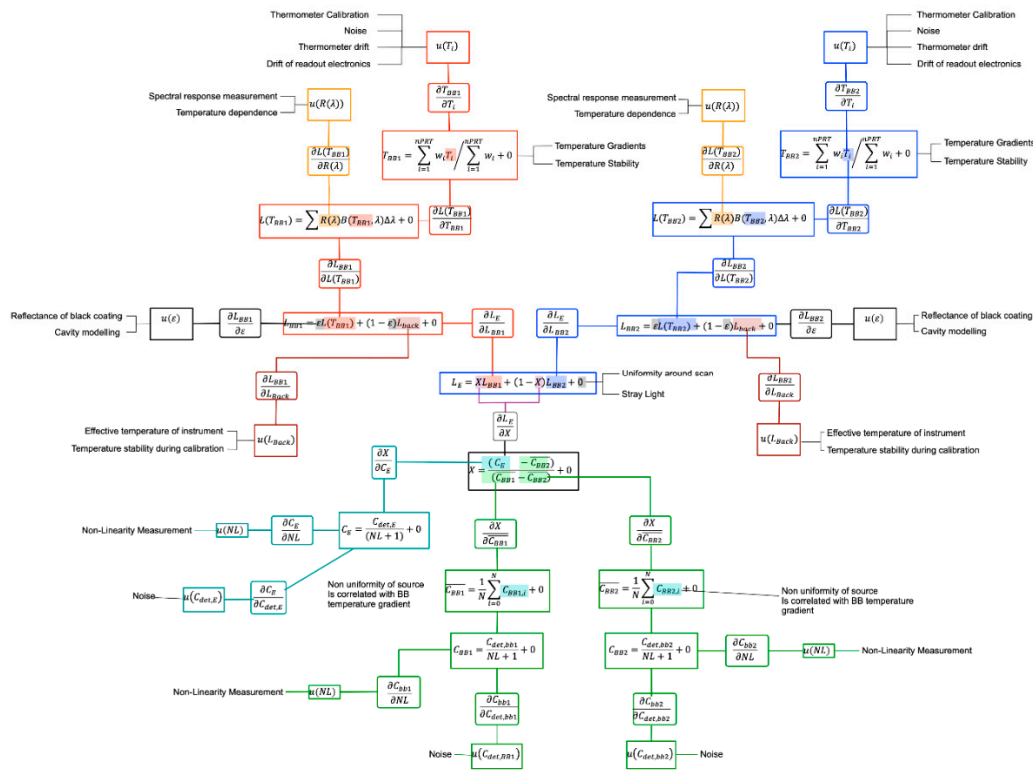 Thermometer Calibration
Noise
Thermometer drift
Drift of readout electronics
u(T_i)
Thermometer Calibration
Noise
Thermometer drift
Drift of readout electronics
u(T_i)
∂T_BB1/∂T_i
∂T_BB2/∂T_i
Spectral response measurement
Temperature dependence
u(R(λ))
Spectral response measurement
Temperature dependence
u(R(λ))
∂L(T_BB1)/∂R(λ)
T_BB1 = ∑_{i=1}^{nPRT} w_i T_i / ∑_{i=1}^{nPRT} w_i + 0
Temperature Gradients
Temperature Stability
∂L(T_BB2)/∂R(λ)
T_BB2 = ∑_{i=1}^{nPRT} w_i T_i / ∑_{i=1}^{nPRT} w_i + 0
Temperature Gradients
Temperature Stability
L(T_BB1) = ∑ R(λ)B(T_BB1, λ)Δλ + 0
∂L(T_BB1)/∂T_BB1
L(T_BB2) = ∑ R(λ)B(T_BB2, λ)Δλ + 0
∂L(T_BB2)/∂T_BB2
∂L_BB1/∂L(T_BB1)
∂L_BB2/∂L(T_BB2)
Reflectance of black coating
Cavity modelling
u(ε)
∂L_BB1/∂ε
L_BB1 = εL(T_BB1) + (1 − ε)L_back + 0
∂L_E/∂L_BB1
∂L_E/∂L_BB2
L_BB2 = εL(T_BB2) + (1 − ε)L_back + 0
∂L_BB2/∂ε
u(ε)
Reflectance of black coating
Cavity modelling
∂L_BB1/∂L_Back
L_E = XL_BB1 + (1 − X)L_BB2 + 0
Uniformity around scan
Stray Light
∂L_BB2/∂L_Back
∂L_E/∂X
Effective temperature of instrument
Temperature stability during calibration
u(L_Back)
u(L_Back)
Effective temperature of instrument
Temperature stability during calibration
∂X/∂C_E
X = (C_E − \overline{C_BB2})/(\overline{C_BB1} − \overline{C_BB2}) + 0
Non-Linearity Measurement
u(NL)
∂C_E/∂NL
C_E = C_det,E/(NL + 1) + 0
∂X/∂\overline{C_BB1}
∂X/∂\overline{C_BB2}
Noise
u(C_det,E)
∂C_E/∂C_det,E
Non uniformity of source
Is correlated with BB
temperature gradient
\overline{C_BB1} = 1/N ∑_{i=0}^{N} C_BB1,i + 0
\overline{C_BB2} = 1/N ∑_{i=0}^{N} C_BB2,i + 0
Non uniformity of source
Is correlated with BB temperature
gradient
C_BB1 = C_det,bb1/(NL + 1) + 0
C_BB2 = C_det,bb2/(NL + 1) + 0
∂C_bb2/∂NL
u(NL)
Non-Linearity Measurement
Non-Linearity Measurement
u(NL)
∂C_bb1/∂NL
∂C_bb1/∂C_det,bb1
∂C_bb2/∂C_det,bb2
Noise
u(C_det,BB1)
u(C_det,bb2)
Noise